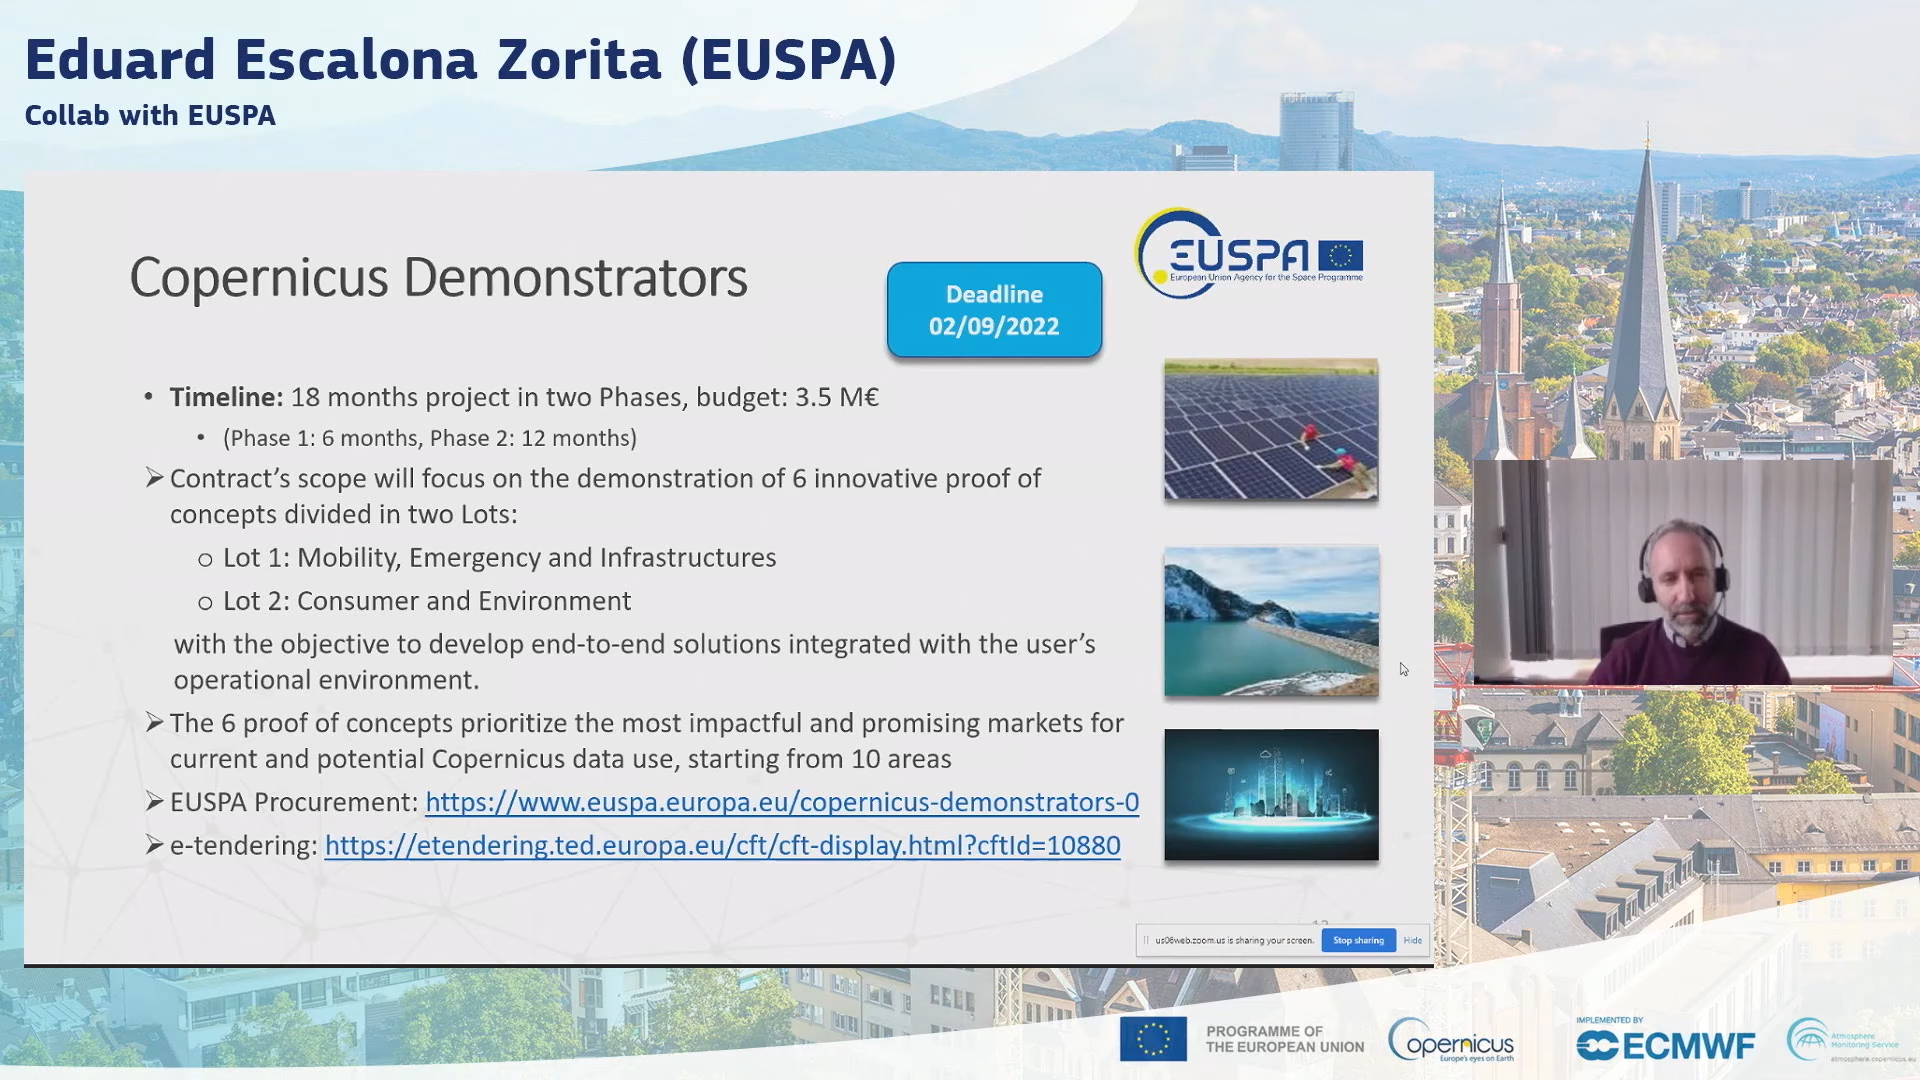 Eduard Escalona Zorita (EUSPA)
Collab with EUSPA
EUSPA
European Union Agency for the Space Programme
Copernicus Demonstrators
Deadline
02/09/2022
• Timeline: 18 months project in two Phases, budget: 3.5 M€
• (Phase 1: 6 months, Phase 2: 12 months)
➢ Contract’s scope will focus on the demonstration of 6 innovative proof of
concepts divided in two Lots:
o Lot 1: Mobility, Emergency and Infrastructures
o Lot 2: Consumer and Environment
with the objective to develop end-to-end solutions integrated with the user’s
operational environment.
➢ The 6 proof of concepts prioritize the most impactful and promising markets for
current and potential Copernicus data use, starting from 10 areas
➢ EUSPA Procurement: https://www.euspa.europa.eu/copernicus-demonstrators-0
➢ e-tendering: https://etendering.ted.europa.eu/cft/cft-display.html?cftId=10880
us06web.zoom.us is sharing your screen.
Stop sharing
Hide
PROGRAMME OF
THE EUROPEAN UNION
Copernicus
Europe's eyes on Earth
IMPLEMENTED BY
ECMWF
Atmosphere
Monitoring Service
atmosphere.copernicus.eu